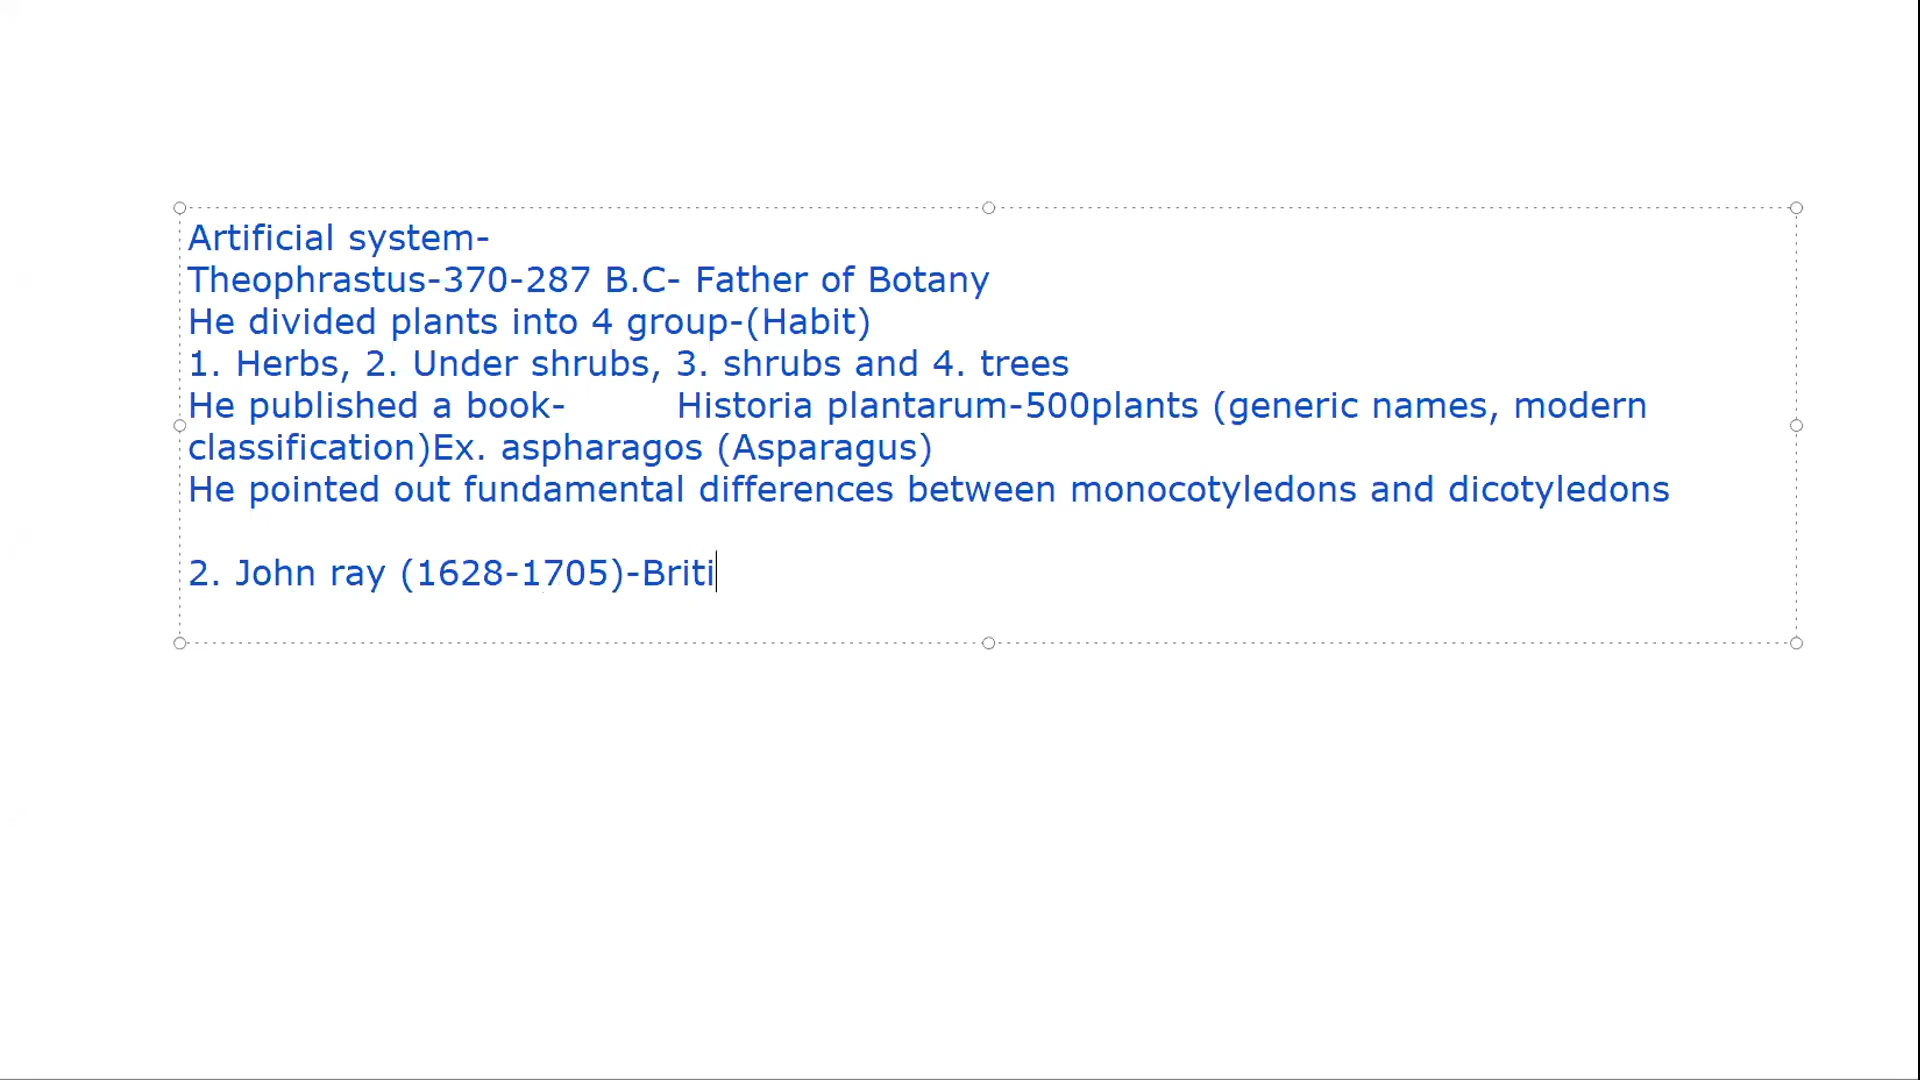 Artificial system-
Theophrastus-370-287 B.C- Father of Botany
He divided plants into 4 group-(Habit)
1. Herbs, 2. Under shrubs, 3. shrubs and 4. trees
He published a book- Historia plantarum-500plants (generic names, modern
classification)Ex. aspharagos (Asparagus)
He pointed out fundamental differences between monocotyledons and dicotyledons
2. John ray (1628-1705)-Briti